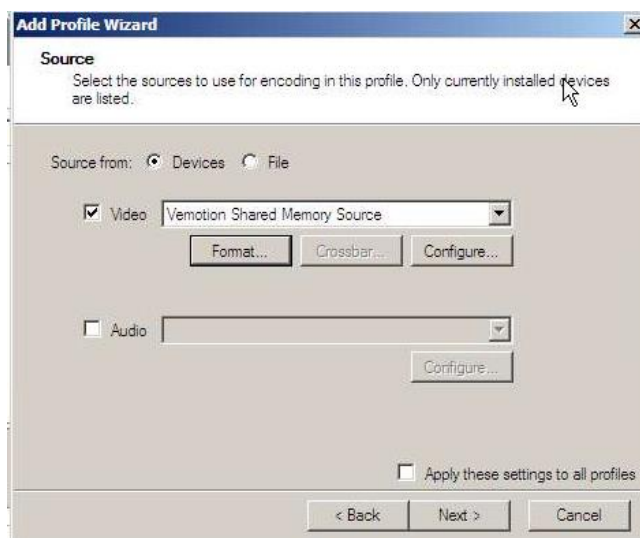 Add Profile Wizard
Source
Select the sources to use for encoding in this profile. Only currently installed devices
are listed.
Source from: Devices File
Video Vemotion Shared Memory Source
Format... Crossbar... Configure...
Audio
Configure...
Apply these settings to all profiles
< Back Next > Cancel